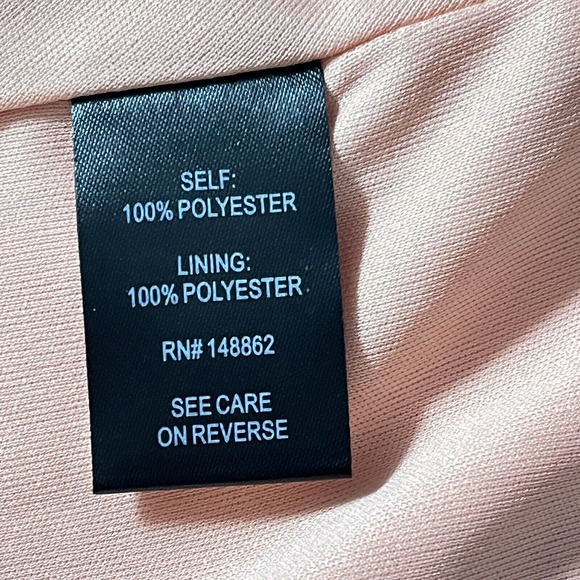 SELF:
100% POLYESTER
LINING:
100% POLYESTER
RN# 148862
SEE CARE
ON REVERSE